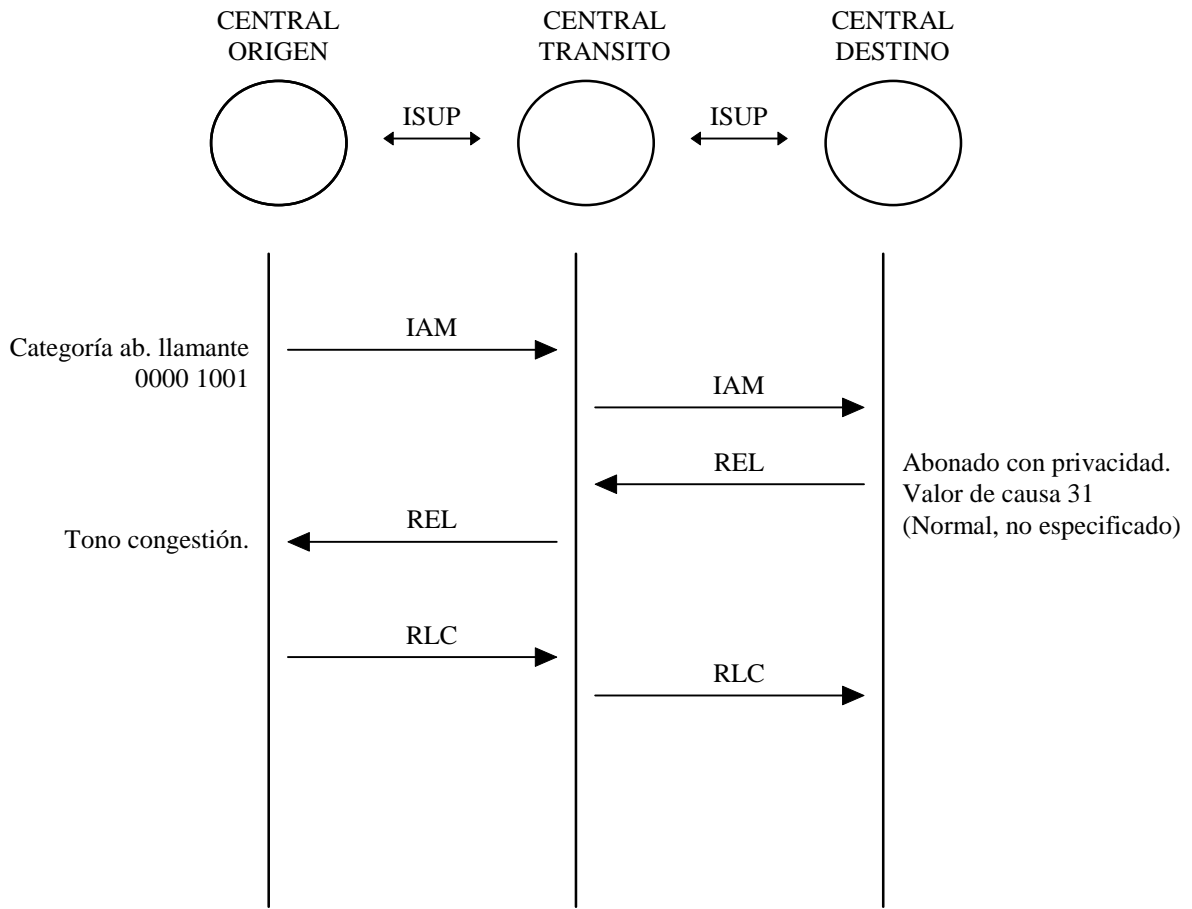 CENTRAL
ORIGEN
CENTRAL
TRANSITO
CENTRAL
DESTINO
ISUP
ISUP
IAM
Categoría ab. llamante
0000 1001
IAM
REL
Abonado con privacidad.
Valor de causa 31
(Normal, no especificado)
REL
Tono congestión.
RLC
RLC